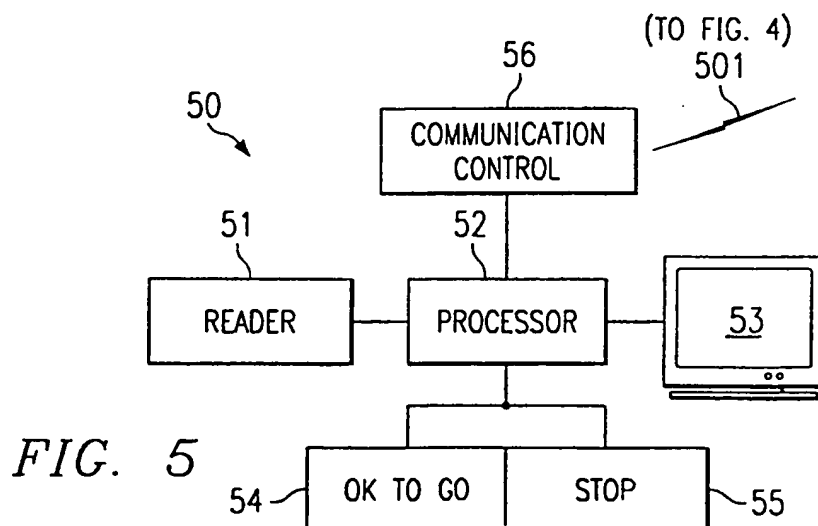 (TO FIG. 4)
501
56
50
COMMUNICATION
CONTROL
51
52
READER
PROCESSOR
53
FIG. 5
54
OK TO GO
STOP
55